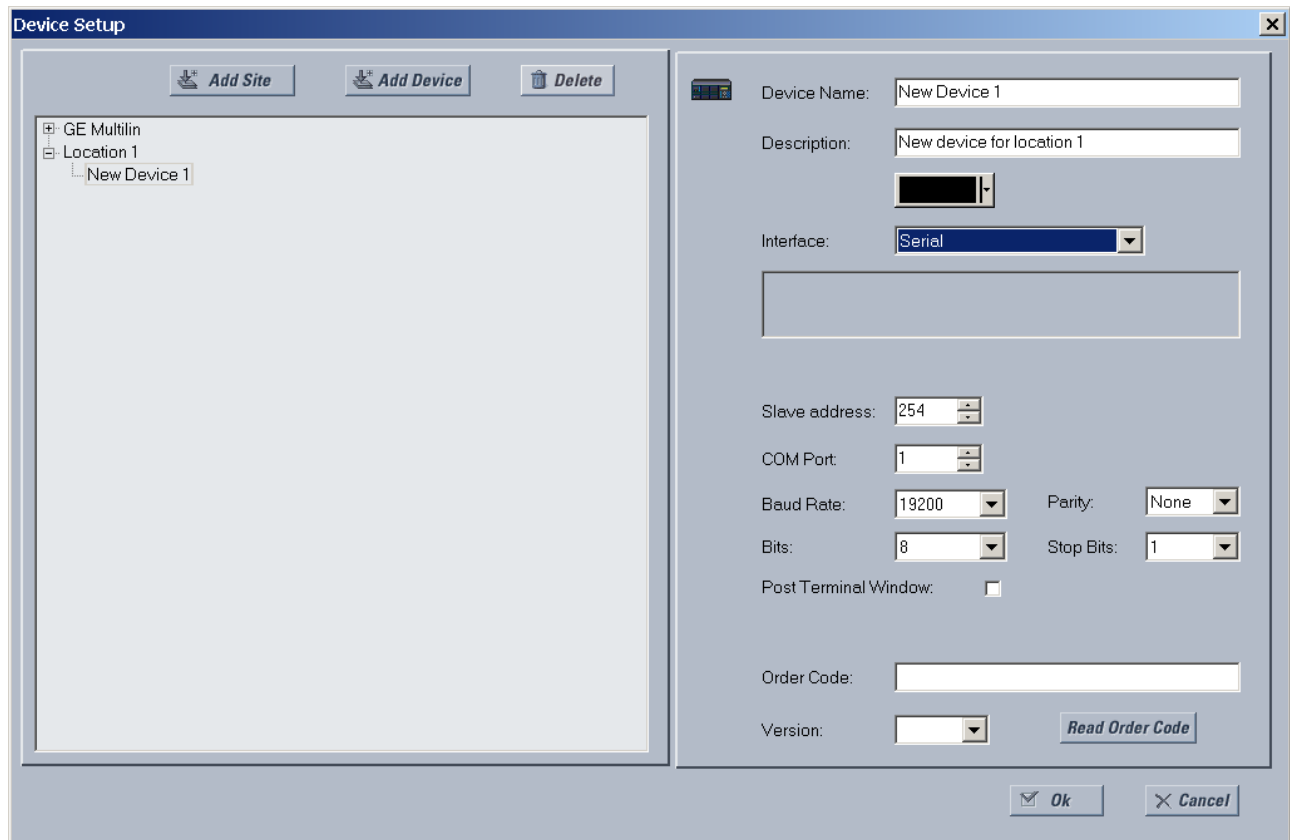 Device Setup
Add Site Add Device Delete
GE Multilin
Location 1
New Device 1
Device Name: New Device 1
Description: New device for location 1
Interface: Serial
Slave address: 254
COM Port: 1
Baud Rate: 19200 Parity: None
Bits: 8 Stop Bits: 1
Post Terminal Window:
Order Code:
Version: Read Order Code
Ok Cancel